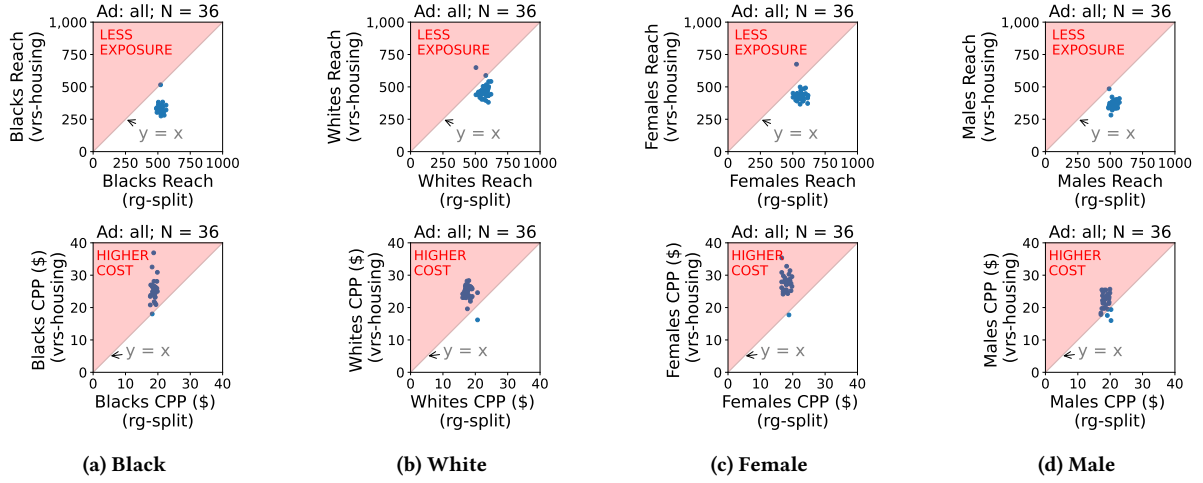 Ad: all; N = 36
1,000
750
500
250
0
LESS
EXPOSURE
y = x
0 250 500 750 1000
Blacks Reach
(vrs-housing)
Blacks Reach
(rg-split)
Ad: all; N = 36
1,000
750
500
250
0
LESS
EXPOSURE
y = x
0 250 500 750 1000
Whites Reach
(vrs-housing)
Whites Reach
(rg-split)
Ad: all; N = 36
1,000
750
500
250
0
LESS
EXPOSURE
y = x
0 250 500 750 1000
Females Reach
(vrs-housing)
Females Reach
(rg-split)
Ad: all; N = 36
1,000
750
500
250
0
LESS
EXPOSURE
y = x
0 250 500 750 1000
Males Reach
(vrs-housing)
Males Reach
(rg-split)
Ad: all; N = 36
40
30
20
10
0
HIGHER
COST
y = x
0 10 20 30 40
Blacks CPP ($)
(vrs-housing)
Blacks CPP ($)
(rg-split)
Ad: all; N = 36
40
30
20
10
0
HIGHER
COST
y = x
0 10 20 30 40
Whites CPP ($)
(vrs-housing)
Whites CPP ($)
(rg-split)
Ad: all; N = 36
40
30
20
10
0
HIGHER
COST
y = x
0 10 20 30 40
Females CPP ($)
(vrs-housing)
Females CPP ($)
(rg-split)
Ad: all; N = 36
40
30
20
10
0
HIGHER
COST
y = x
0 10 20 30 40
Males CPP ($)
(vrs-housing)
Males CPP ($)
(rg-split)
(a) Black
(b) White
(c) Female
(d) Male